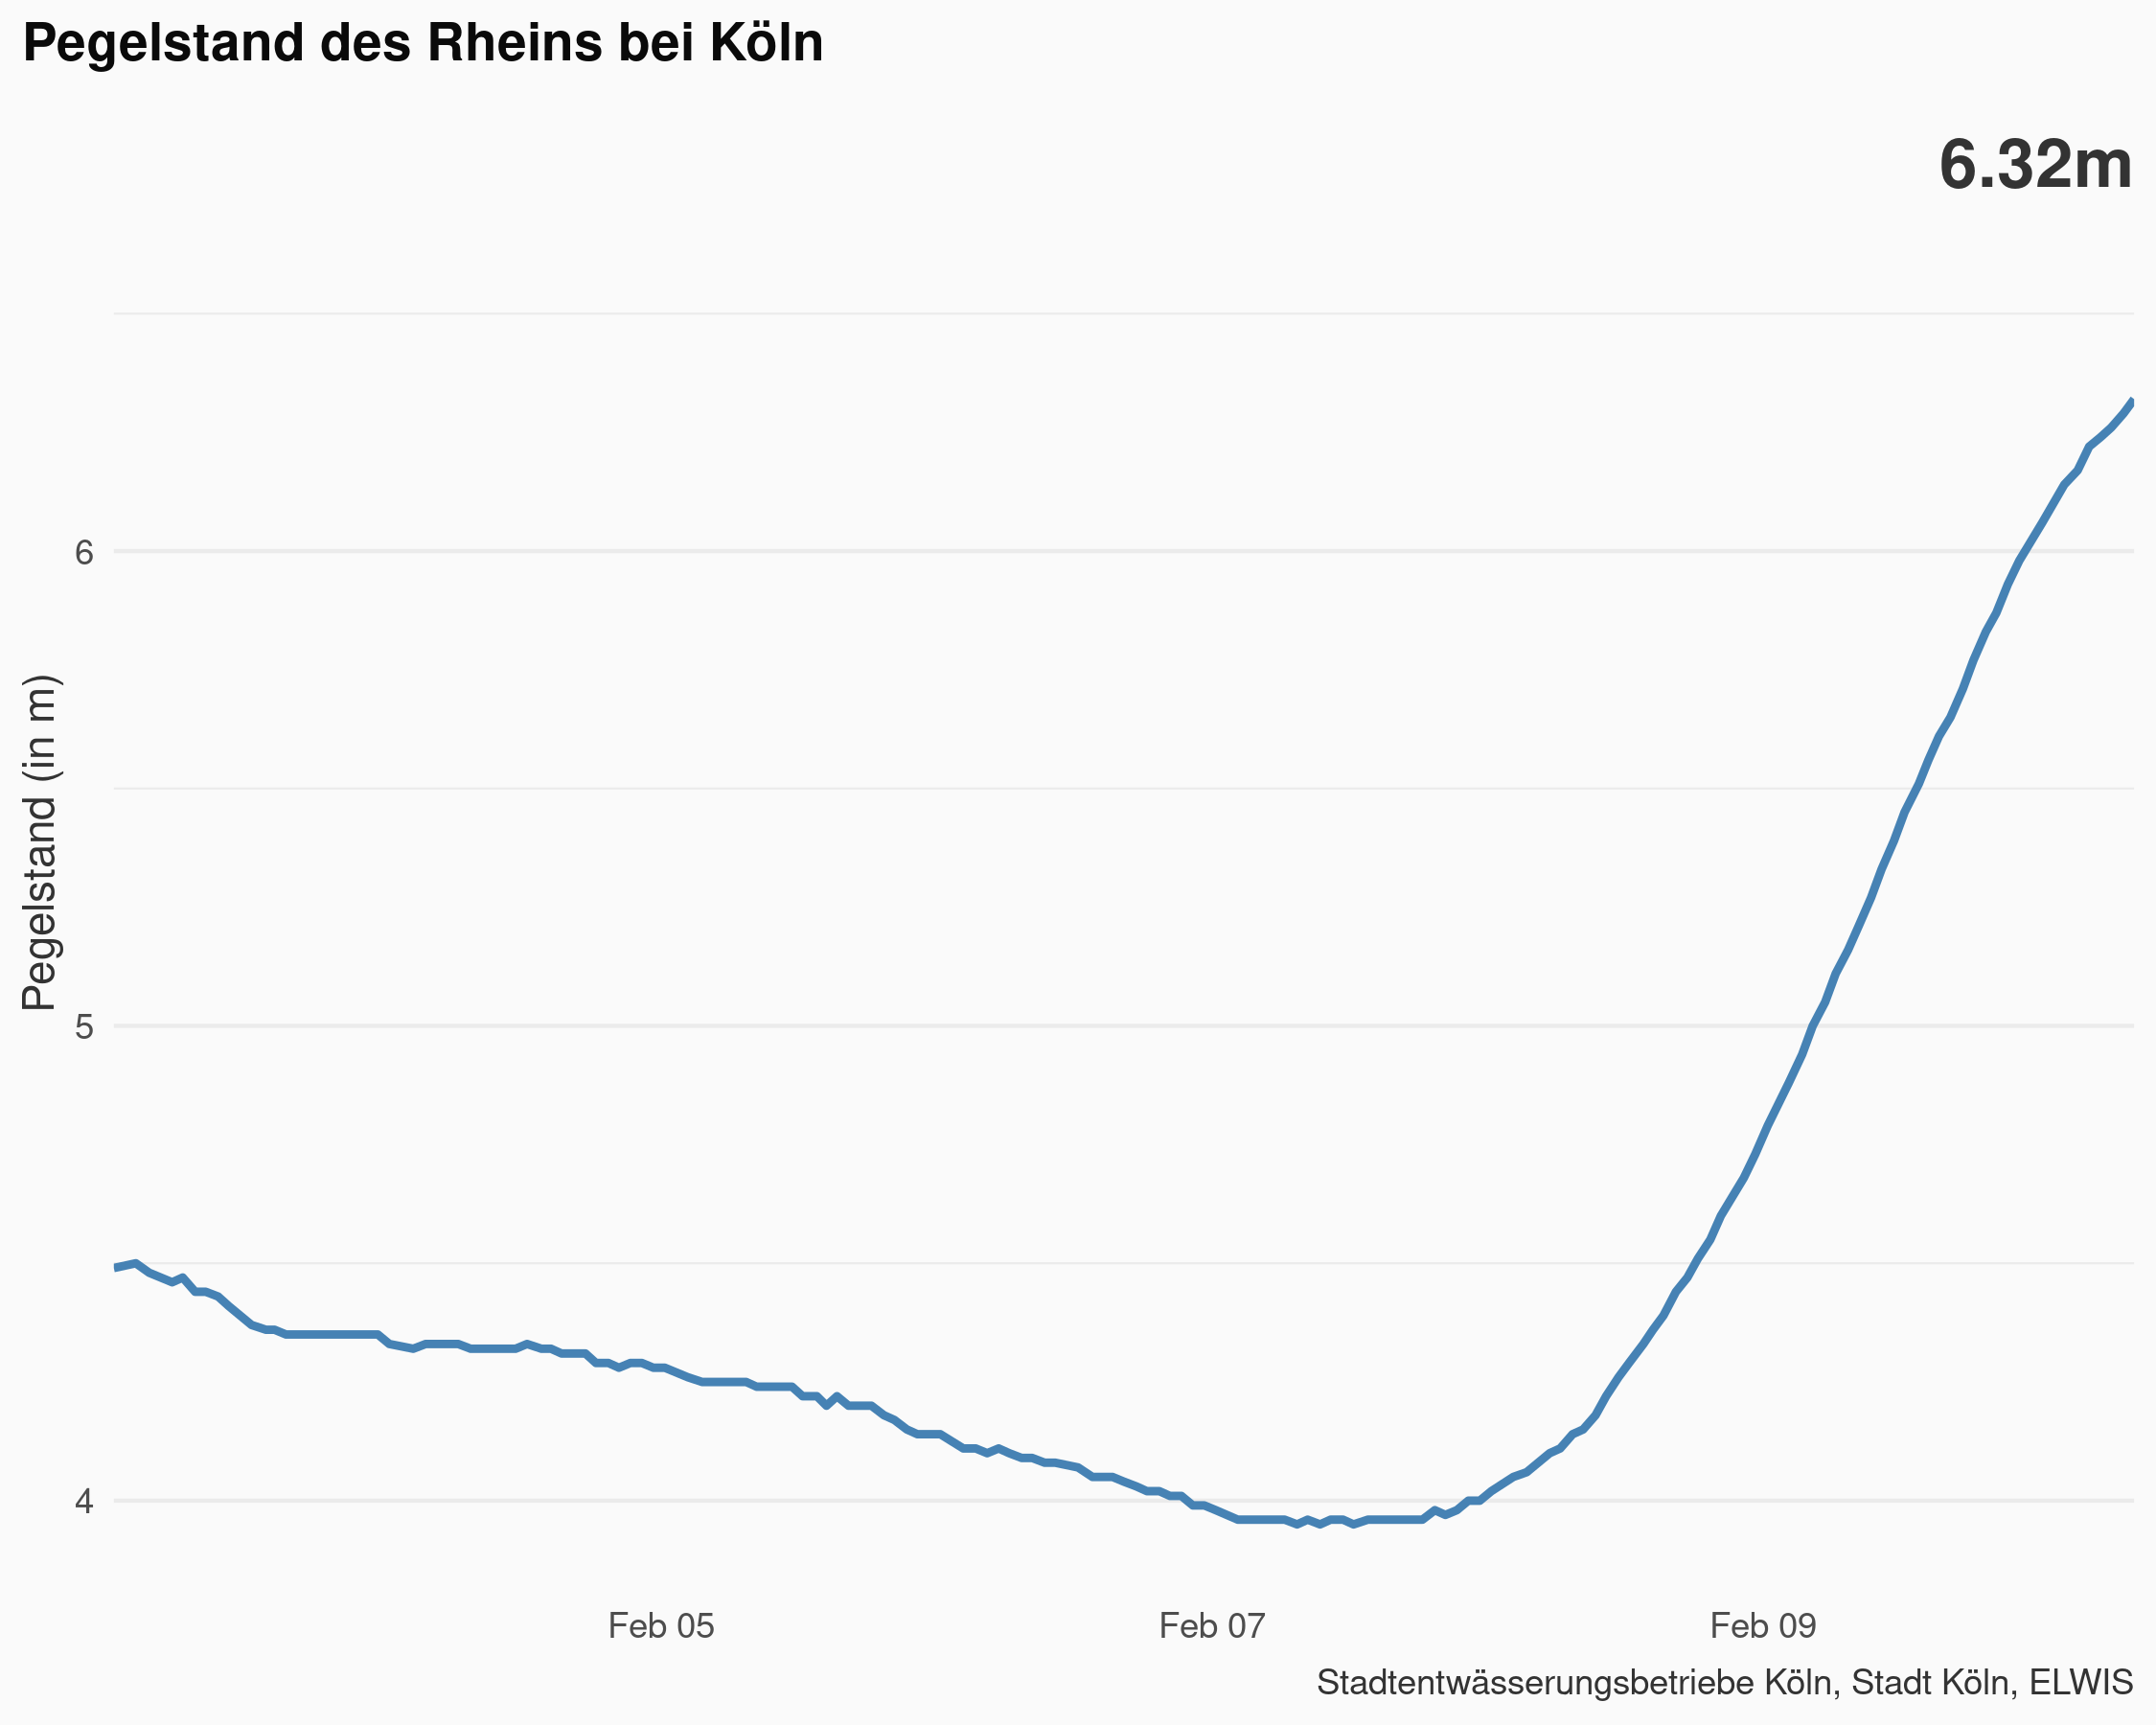 Pegelstand des Rheins bei Köln
6.32m
Pegelstand (in m)
6
5
4
Feb 05
Feb 07
Feb 09
Stadtentwässerungsbetriebe Köln, Stadt Köln, ELWIS